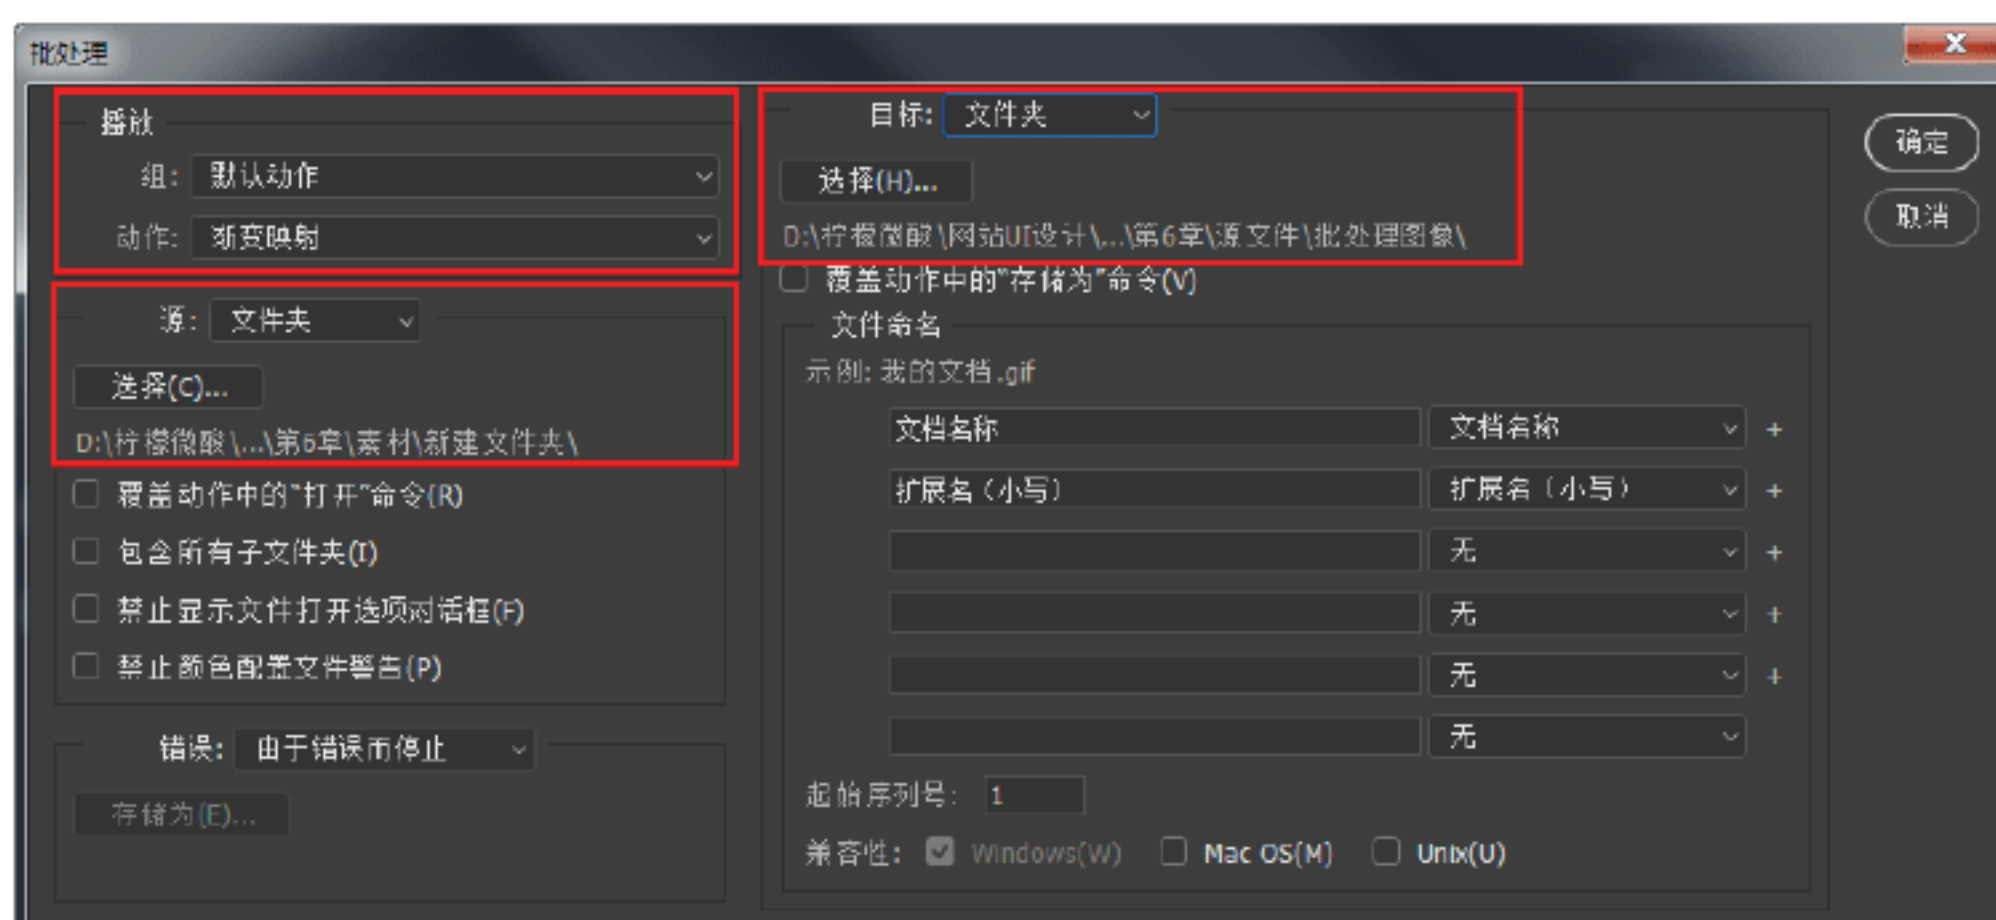 批处理
播放
组: 默认动作
动作: 渐变映射
源: 文件夹
选择(C)...
D:\柠檬微酸\...\第6章\素材\新建文件夹\
覆盖动作中的"打开"命令(R)
包含所有子文件夹(I)
禁止显示文件打开选项对话框(F)
禁止颜色配置文件警告(P)
错误: 由于错误而停止
存储为(E)...
目标: 文件夹
选择(H)...
D:\柠檬微酸\网站UI设计\...\第6章\源文件\批处理图像\
覆盖动作中的"存储为"命令(V)
文件命名
示例: 我的文档.gif
文档名称 文档名称 +
扩展名（小写） 扩展名（小写） +
无 +
无 +
无 +
无
起始序列号: 1
兼容性: Windows(W) Mac OS(M) Unix(U)
确定
取消